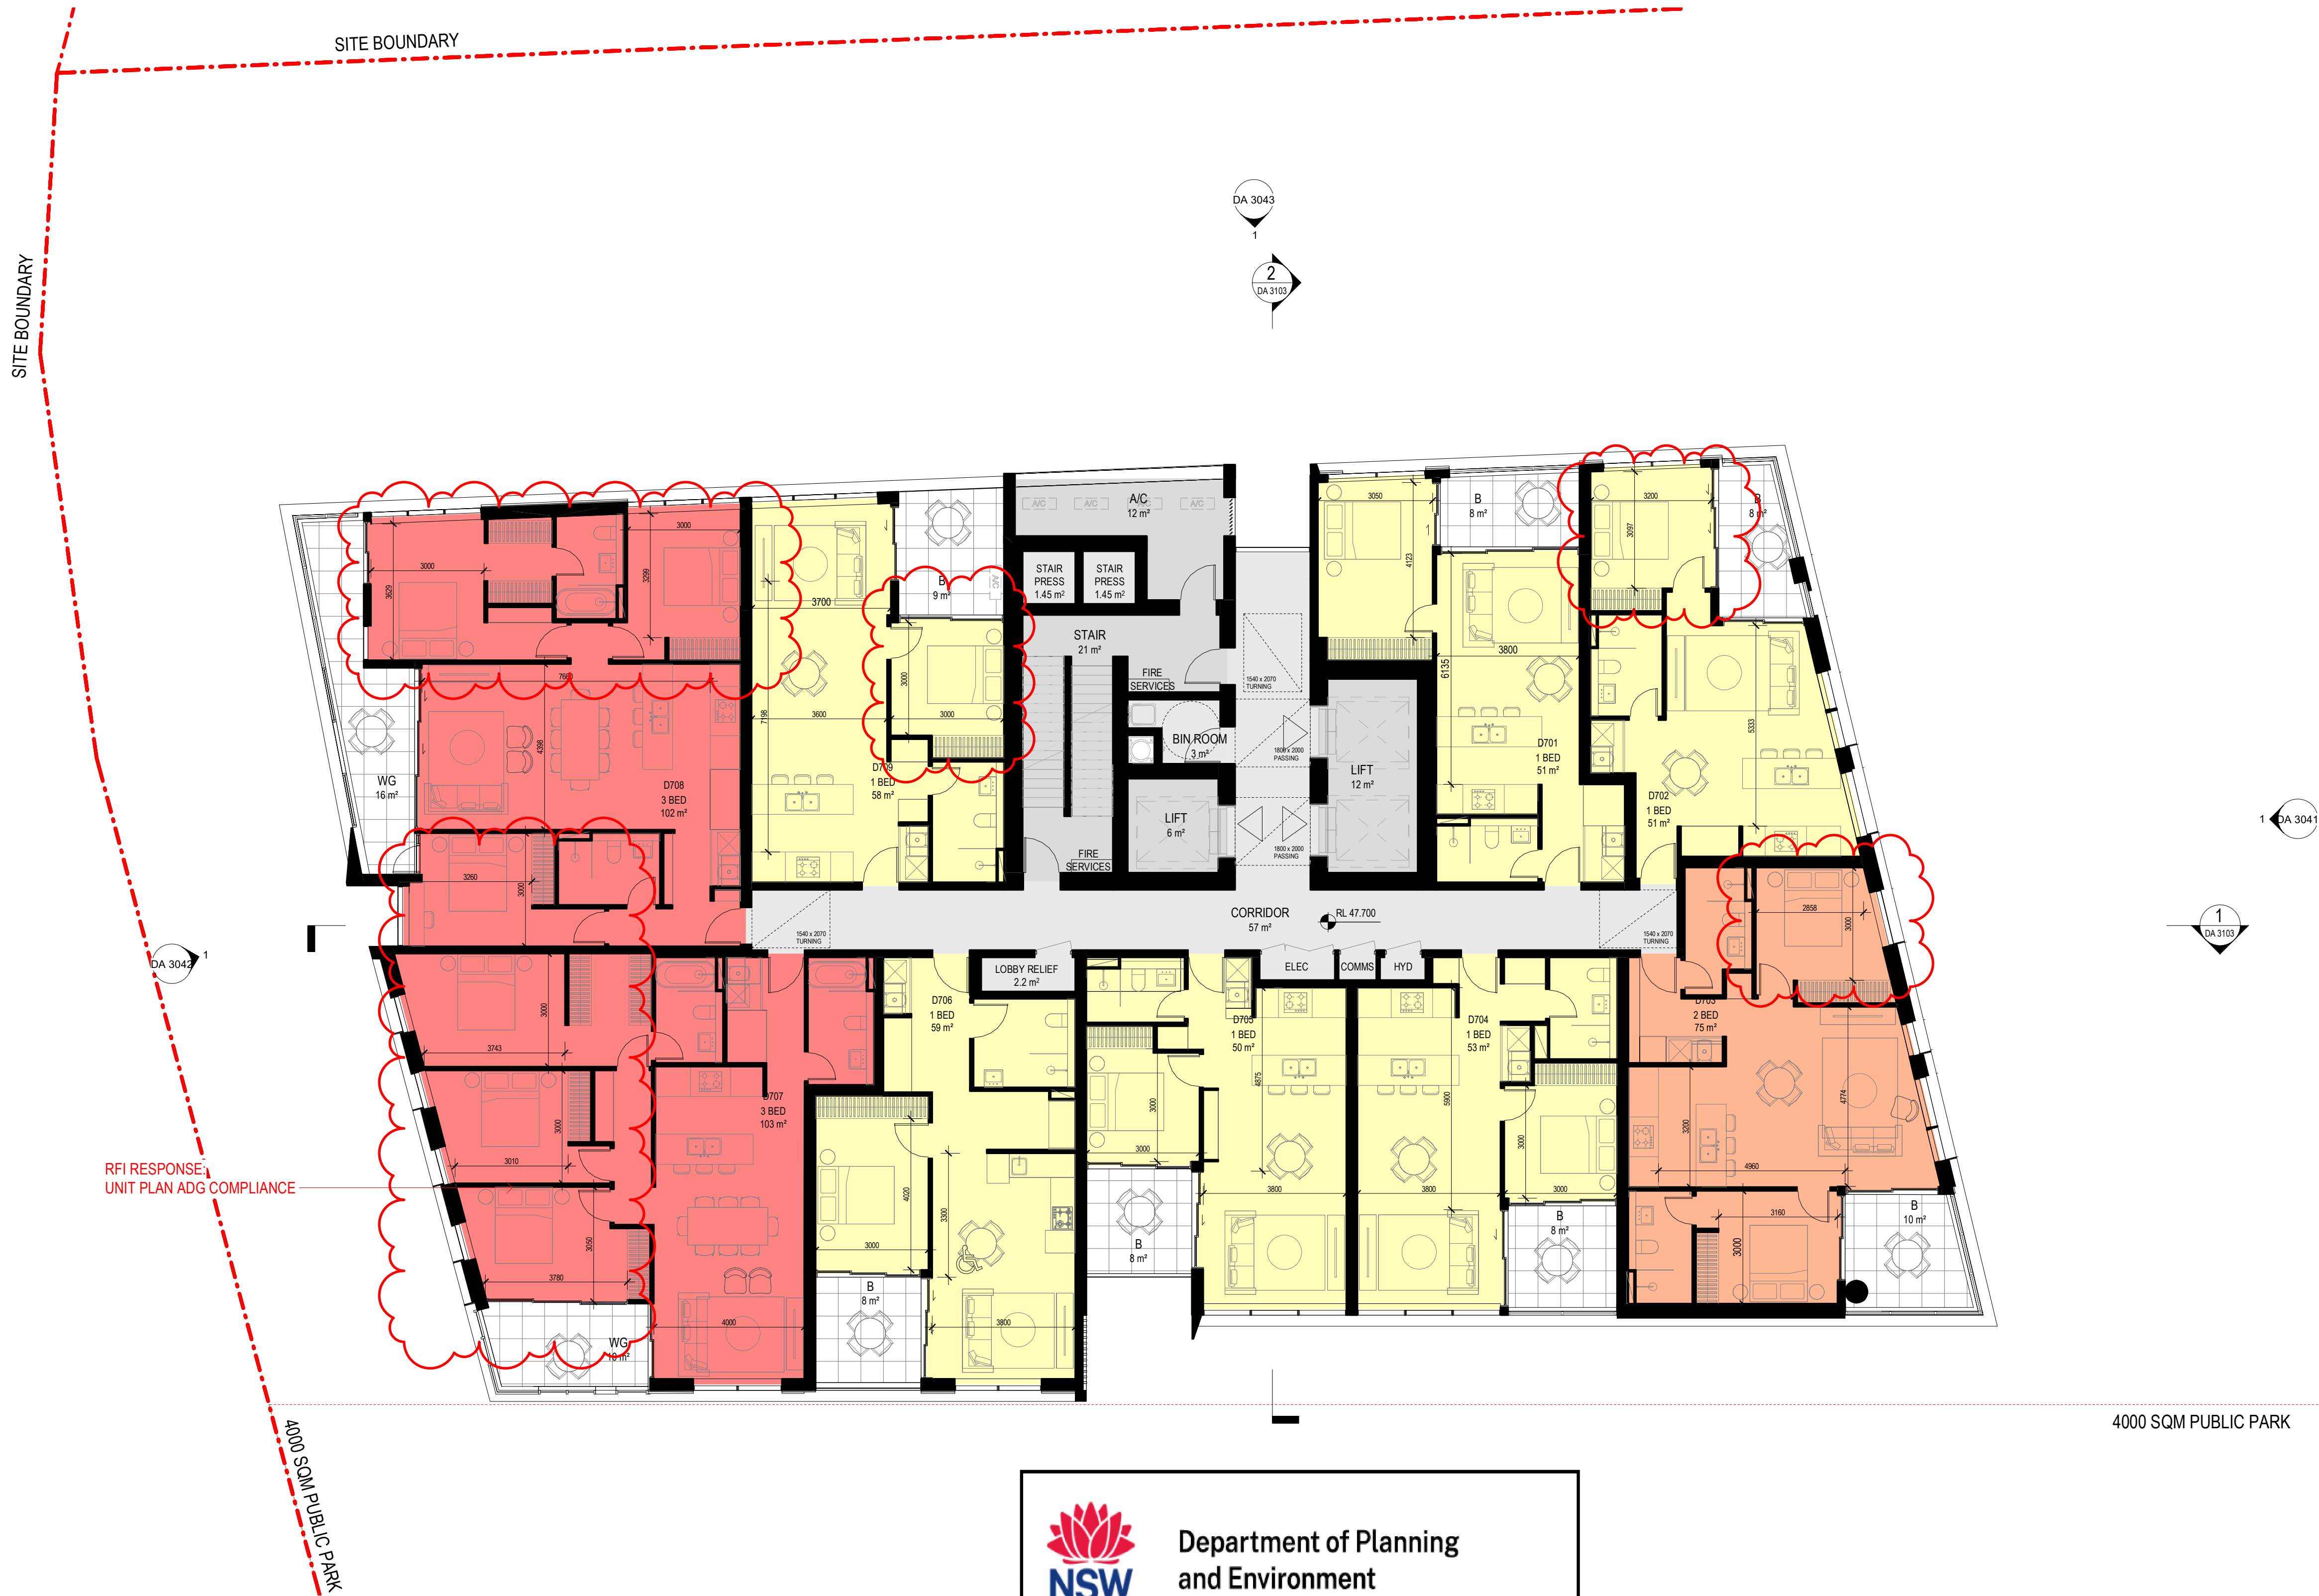 SITE BOUNDARY
SITE BOUNDARY
DA 3043
1
2
DA 3103
A/C
12 m²
A/C
A/C
A/C
A/C
STAIR
PRESS
1.45 m²
STAIR
PRESS
1.45 m²
STAIR
21 m²
FIRE
SERVICES
1540 x 2070
TURNING
BIN ROOM
3 m²
1800 x 2000
PASSING
LIFT
12 m²
LIFT
6 m²
1800 x 2000
PASSING
FIRE
SERVICES
3000
3000
3629
3299
7660
4398
WG
16 m²
D708
3 BED
102 m²
3260
3000
3700
B
9 m²
A/C
7198
3600
3000
3000
D709
1 BED
58 m²
3050
4123
B
8 m²
6135
3800
D701
1 BED
51 m²
3200
3097
B
8 m²
5333
D702
1 BED
51 m²
1
DA 3041
1540 x 2070
TURNING
CORRIDOR
57 m²
RL 47.700
1540 x 2070
TURNING
1
DA 3103
DA 3042
1
LOBBY RELIEF
2.2 m²
ELEC
COMMS
HYD
2858
3000
D703
2 BED
75 m²
4774
3200
4960
3160
3000
B
10 m²
3743
3000
3010
3000
3780
3050
WG
D707
3 BED
103 m²
4000
D706
1 BED
59 m²
4020
3000
3300
3800
B
8 m²
D705
1 BED
50 m²
4875
3000
3000
3800
B
8 m²
D704
1 BED
53 m²
5900
3000
3000
3800
B
8 m²
RFI RESPONSE:
UNIT PLAN ADG COMPLIANCE
4000 SQM PUBLIC PARK
4000 SQM PUBLIC PARK
Department of Planning
and Environment
NSW